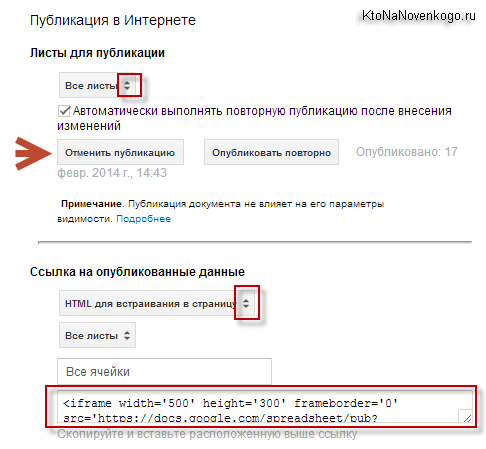 KtoNaNovenkogo.ru
Публикация в Интернете
Листы для публикации
Все листы
Автоматически выполнять повторную публикацию после внесения
изменений
Отменить публикацию Опубликовать повторно Опубликовано: 17
февр. 2014 г., 14:43
Примечание. Публикация документа не влияет на его параметры
видимости. Подробнее
Ссылка на опубликованные данные
HTML для встраивания в страницу
Все листы
Все ячейки
<iframe width='500' height='300' frameborder='0'
src='https://docs.google.com/spreadsheet/pub?
Скопируйте и вставьте расположенную выше ссылку